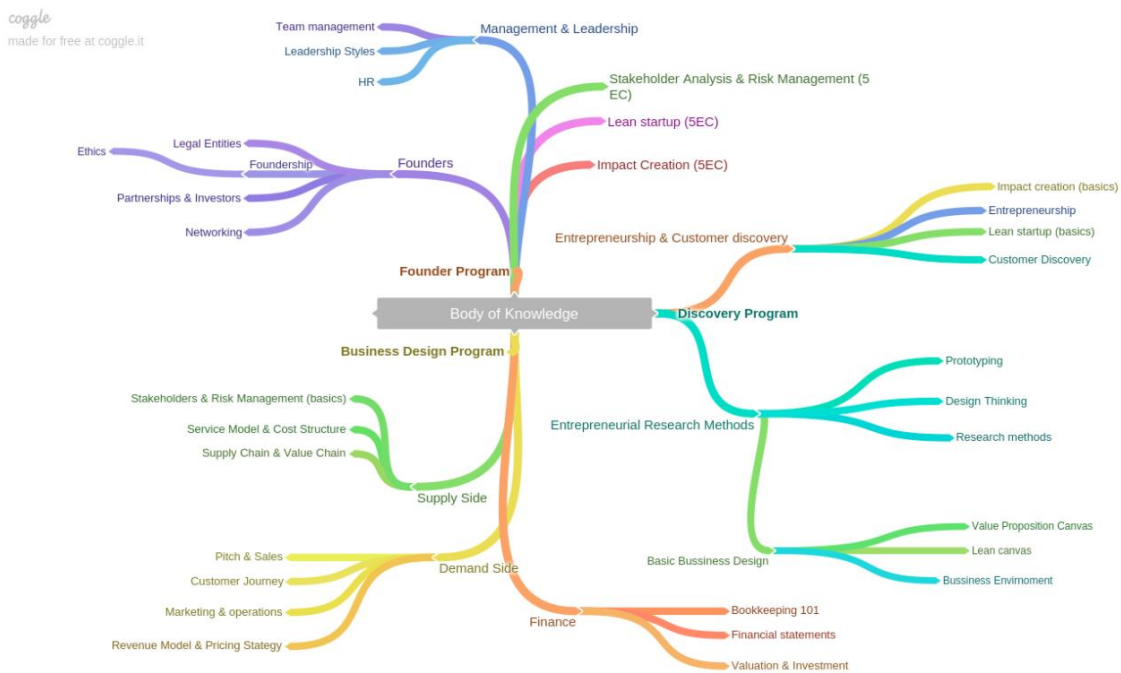 coggle
made for free at coggle.it
Team management
Leadership Styles
HR
Management & Leadership
Stakeholder Analysis & Risk Management (5
EC)
Lean startup (5EC)
Impact Creation (5EC)
Ethics
Legal Entities
Foundership
Partnerships & Investors
Networking
Founders
Founder Program
Body of Knowledge
Business Design Program
Discovery Program
Entrepreneurship & Customer discovery
Impact creation (basics)
Entrepreneurship
Lean startup (basics)
Customer Discovery
Entrepreneurial Research Methods
Prototyping
Design Thinking
Research methods
Basic Bussiness Design
Value Proposition Canvas
Lean canvas
Bussiness Envirnoment
Stakeholders & Risk Management (basics)
Service Model & Cost Structure
Supply Chain & Value Chain
Supply Side
Pitch & Sales
Customer Journey
Marketing & operations
Revenue Model & Pricing Stategy
Demand Side
Finance
Bookkeeping 101
Financial statements
Valuation & Investment